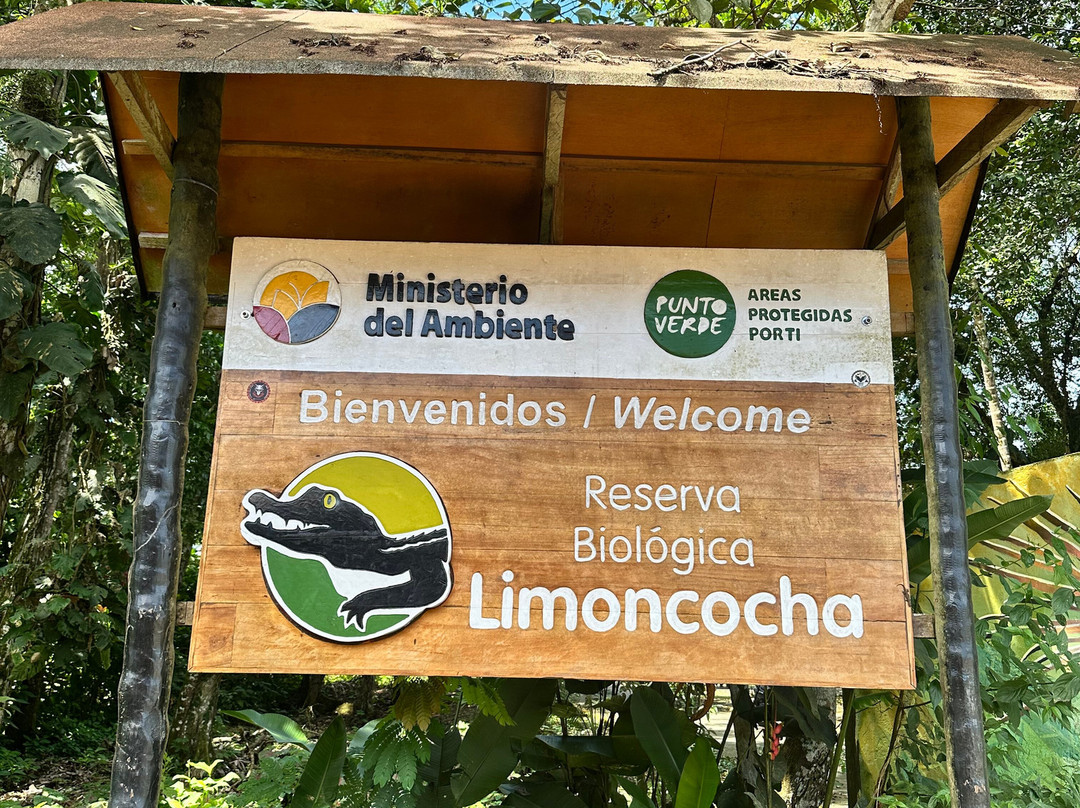 Ministerio
del Ambiente
PUNTO
VERDE
AREAS
PROTEGIDAS
PORTI
Bienvenidos / Welcome
Reserva
Biológica
Limoncocha